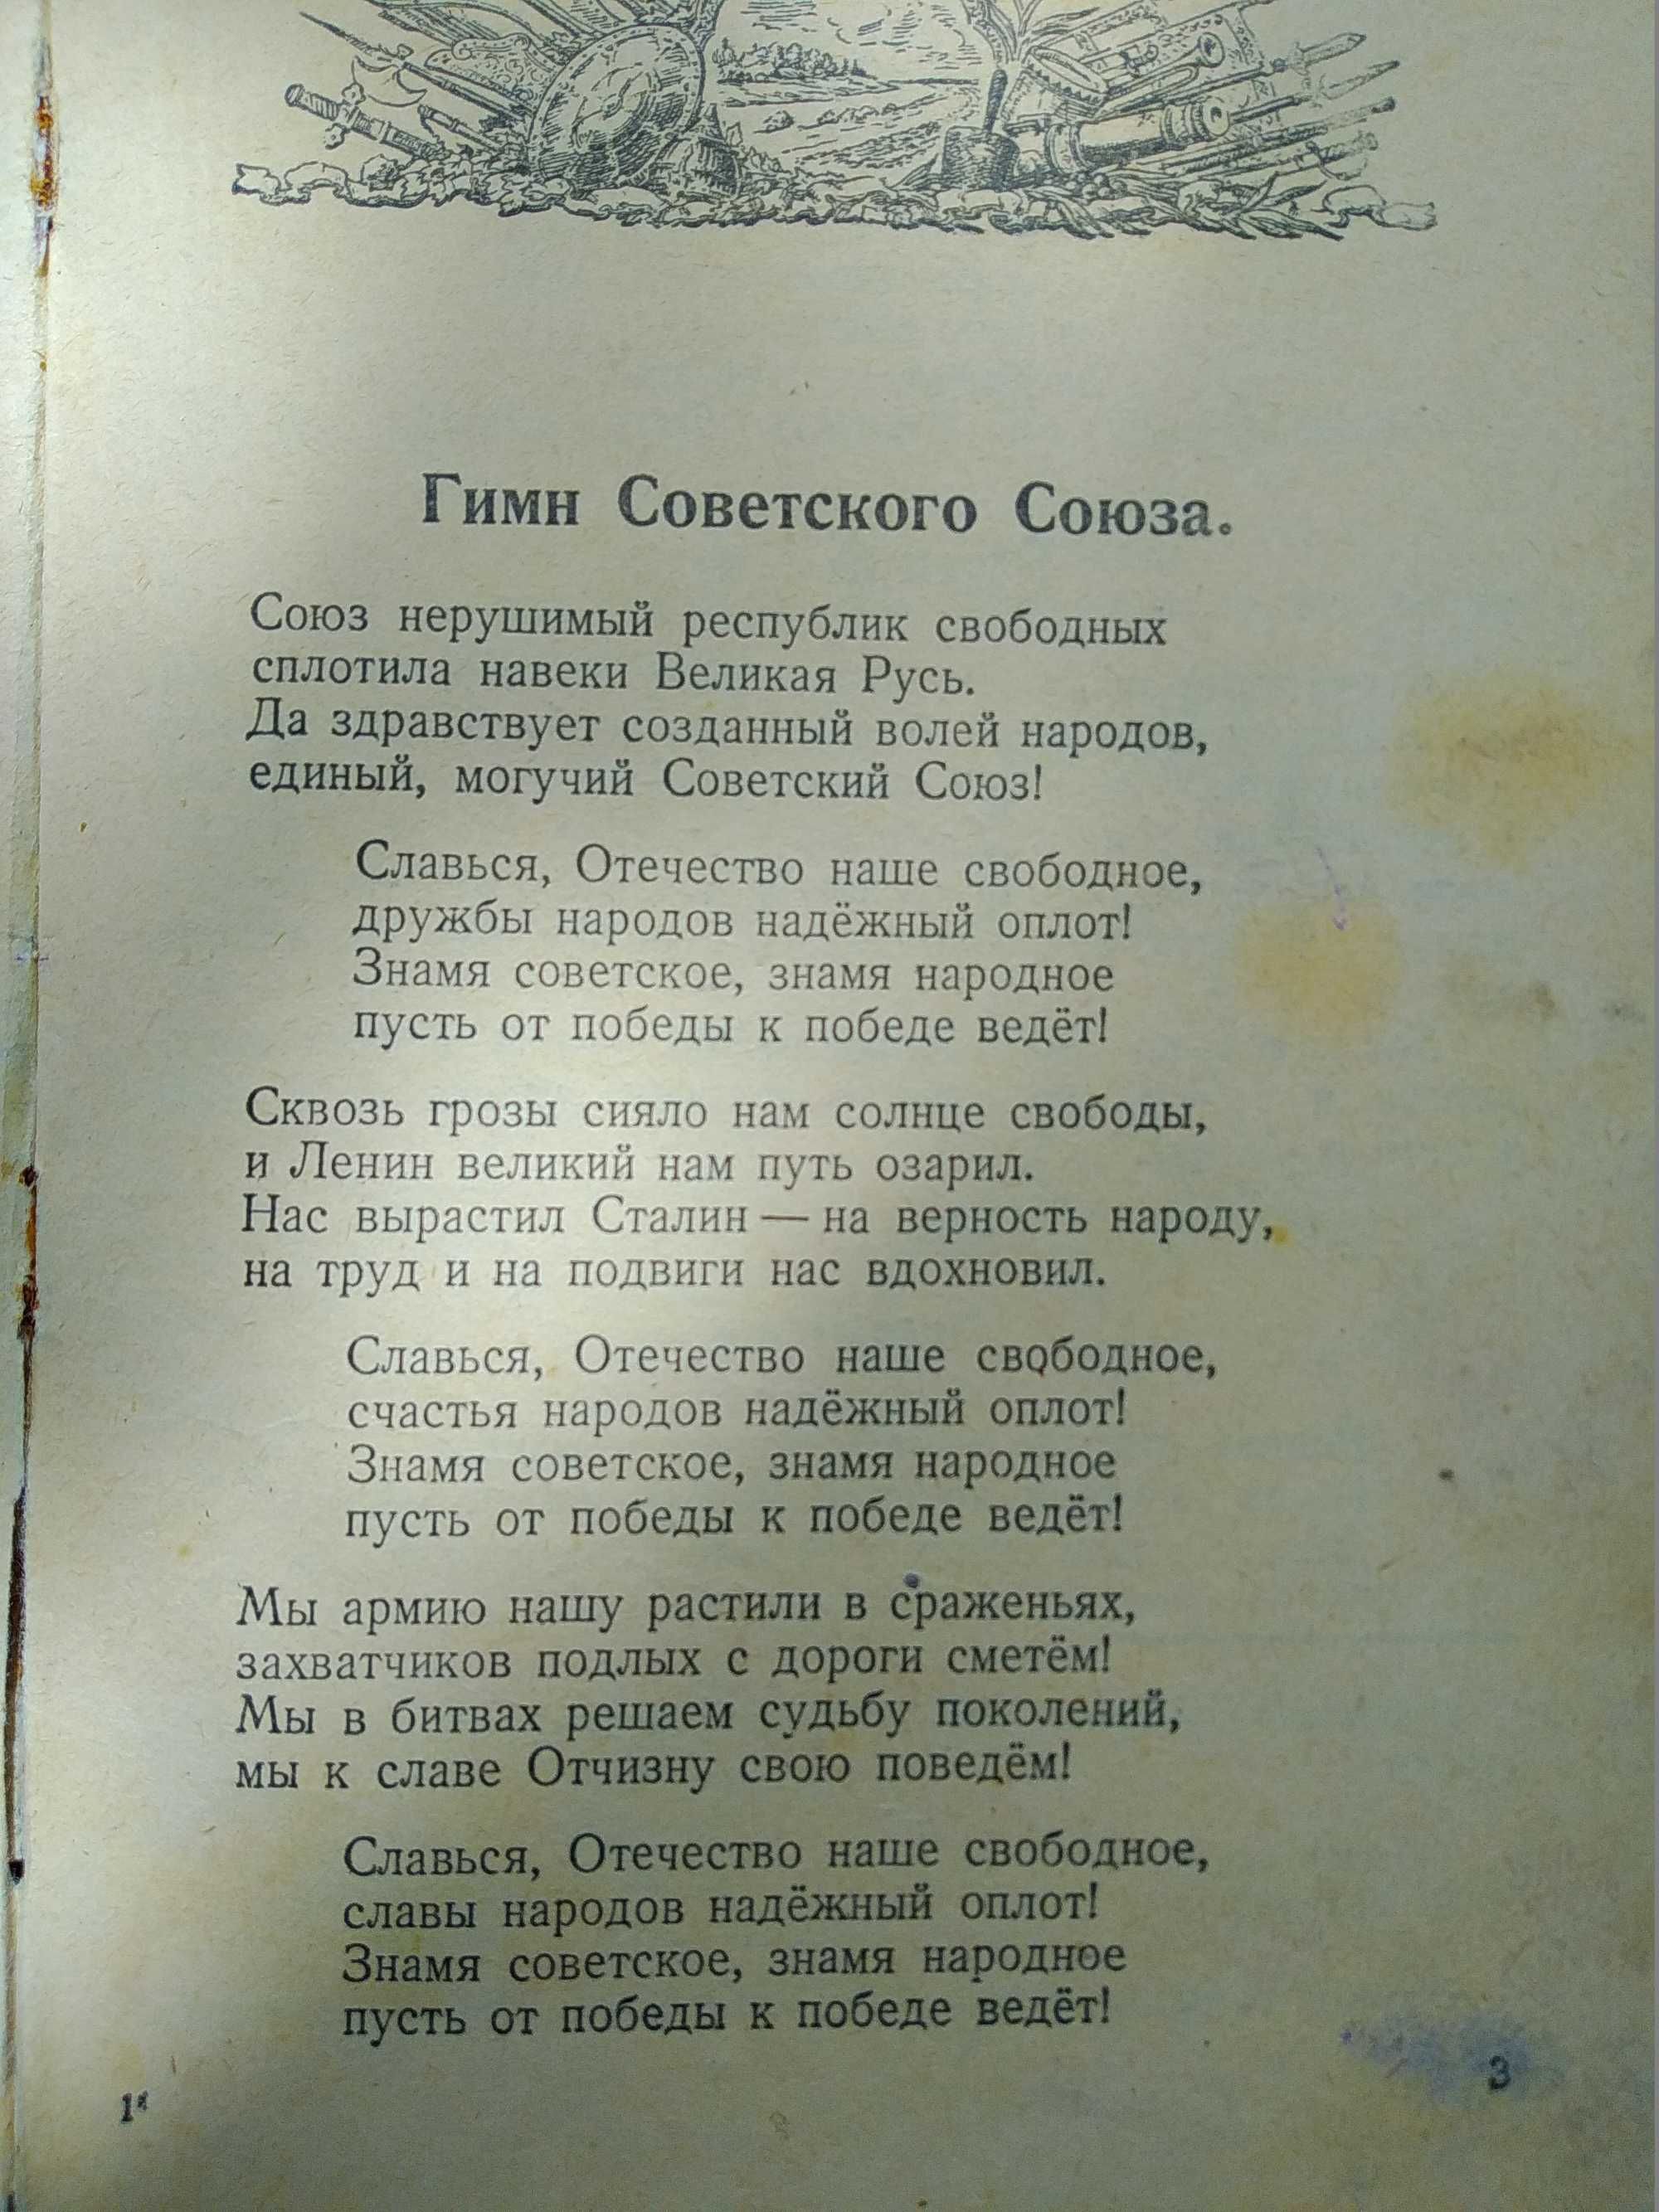 Гимн Советского Союза.
Союз нерушимый республик свободных
сплотила навеки Великая Русь.
Да здравствует созданный волей народов,
единый, могучий Советский Союз!
Славься, Отечество наше свободное,
дружбы народов надёжный оплот!
Знамя советское, знамя народное
пусть от победы к победе ведёт!
Сквозь грозы сияло нам солнце свободы,
и Ленин великий нам путь озарил.
Нас вырастил Сталин — на верность народу,
на труд и на подвиги нас вдохновил.
Славься, Отечество наше свободное,
счастья народов надёжный оплот!
Знамя советское, знамя народное
пусть от победы к победе ведёт!
Мы армию нашу растили в сраженьях,
захватчиков подлых с дороги сметём!
Мы в битвах решаем судьбу поколений,
мы к славе Отчизну свою поведём!
Славься, Отечество наше свободное,
славы народов надёжный оплот!
Знамя советское, знамя народное
пусть от победы к победе ведёт!
1*
3